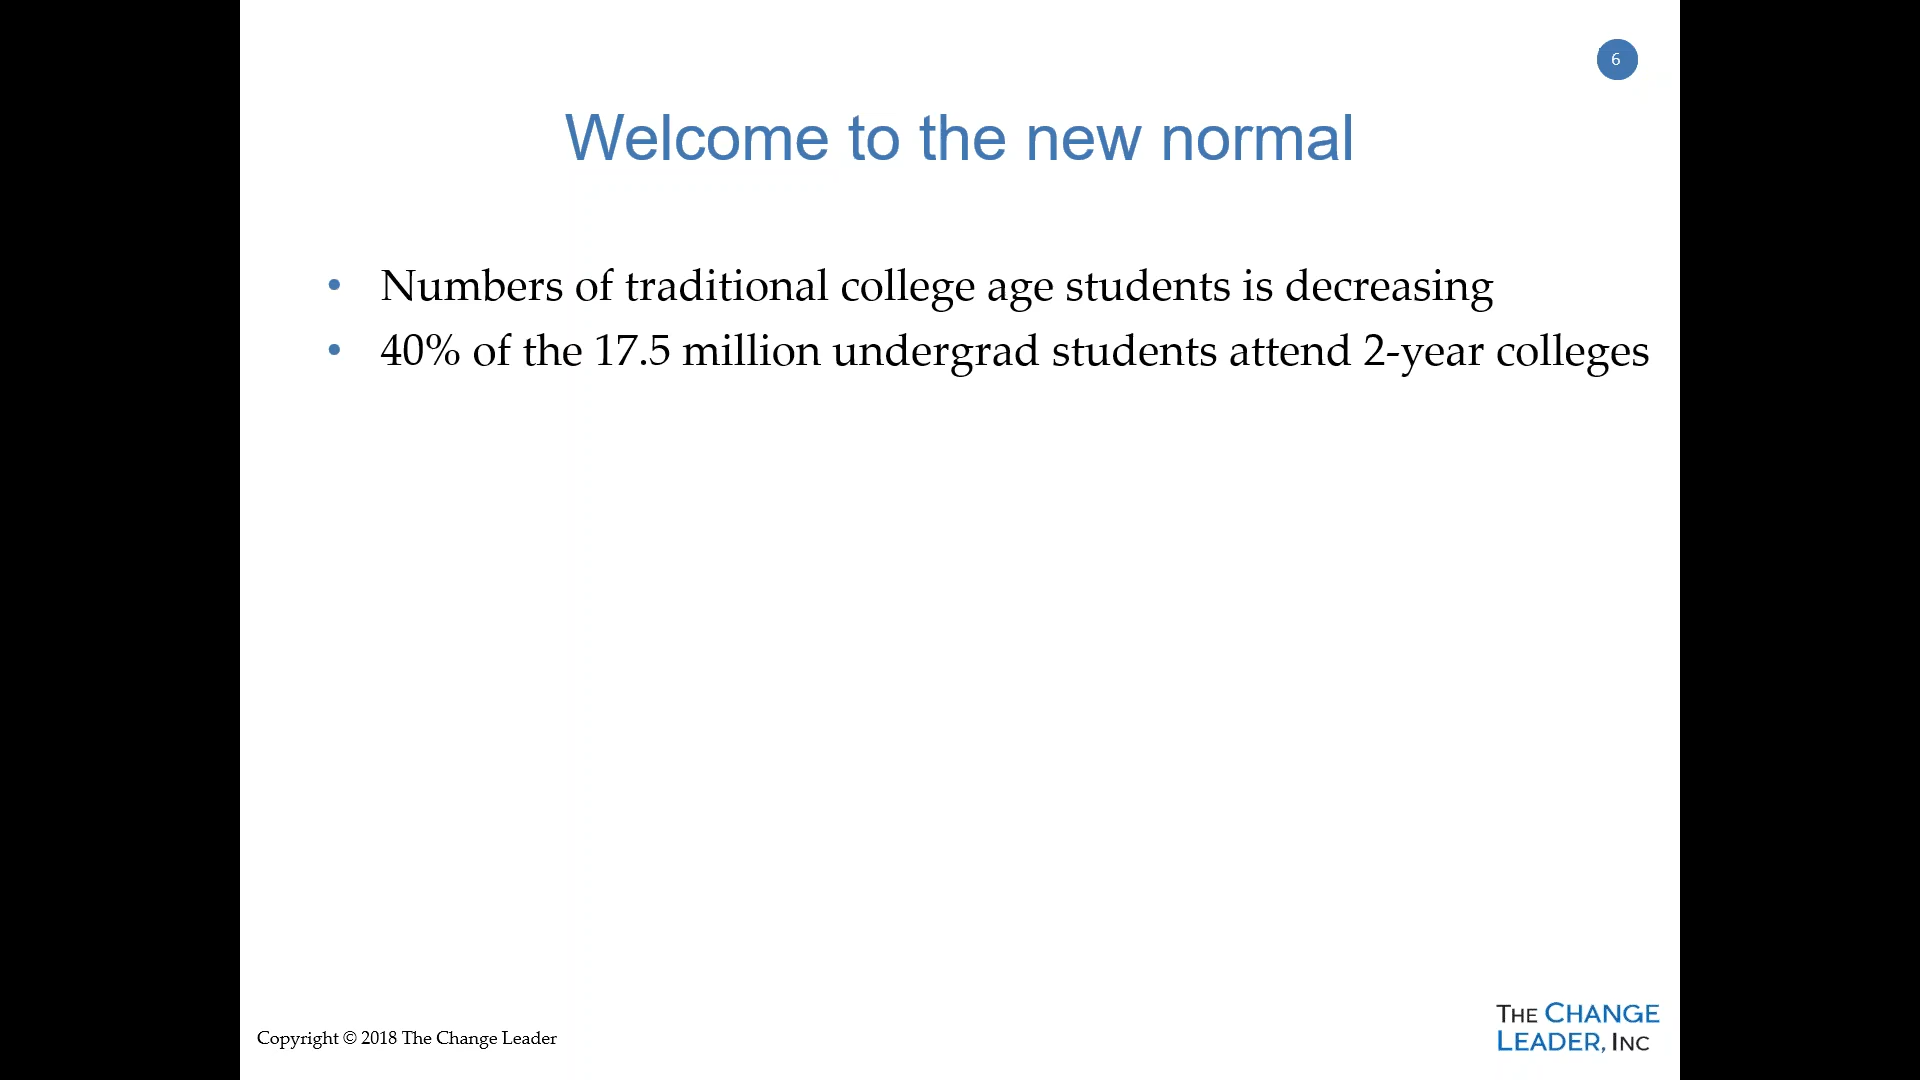 6
Welcome to the new normal
• Numbers of traditional college age students is decreasing
• 40% of the 17.5 million undergrad students attend 2-year colleges
Copyright © 2018 The Change Leader
THE CHANGE
LEADER, INC